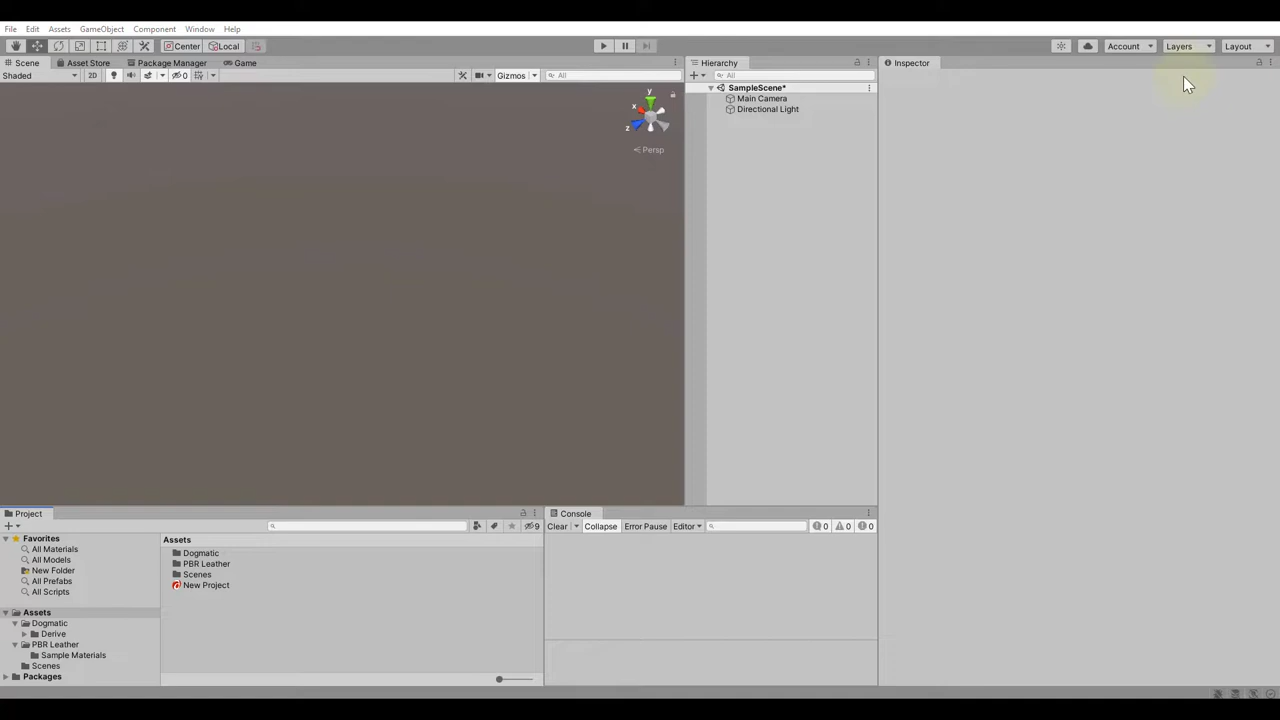 File Edit Assets GameObject Component Window Help
Center Local Account Layers Layout
Scene Asset Store Package Manager Game Hierarchy Inspector
Shaded 2D 0 Gizmos All All
SampleScene*
Main Camera
Directional Light
y
x
z
Persp
Project Console
9 Clear Collapse Error Pause Editor 0 0 0
Favorites Assets
All Materials Dogmatic
All Models PBR Leather
New Folder Scenes
All Prefabs New Project
All Scripts
Assets
Dogmatic
Derive
PBR Leather
Sample Materials
Scenes
Packages